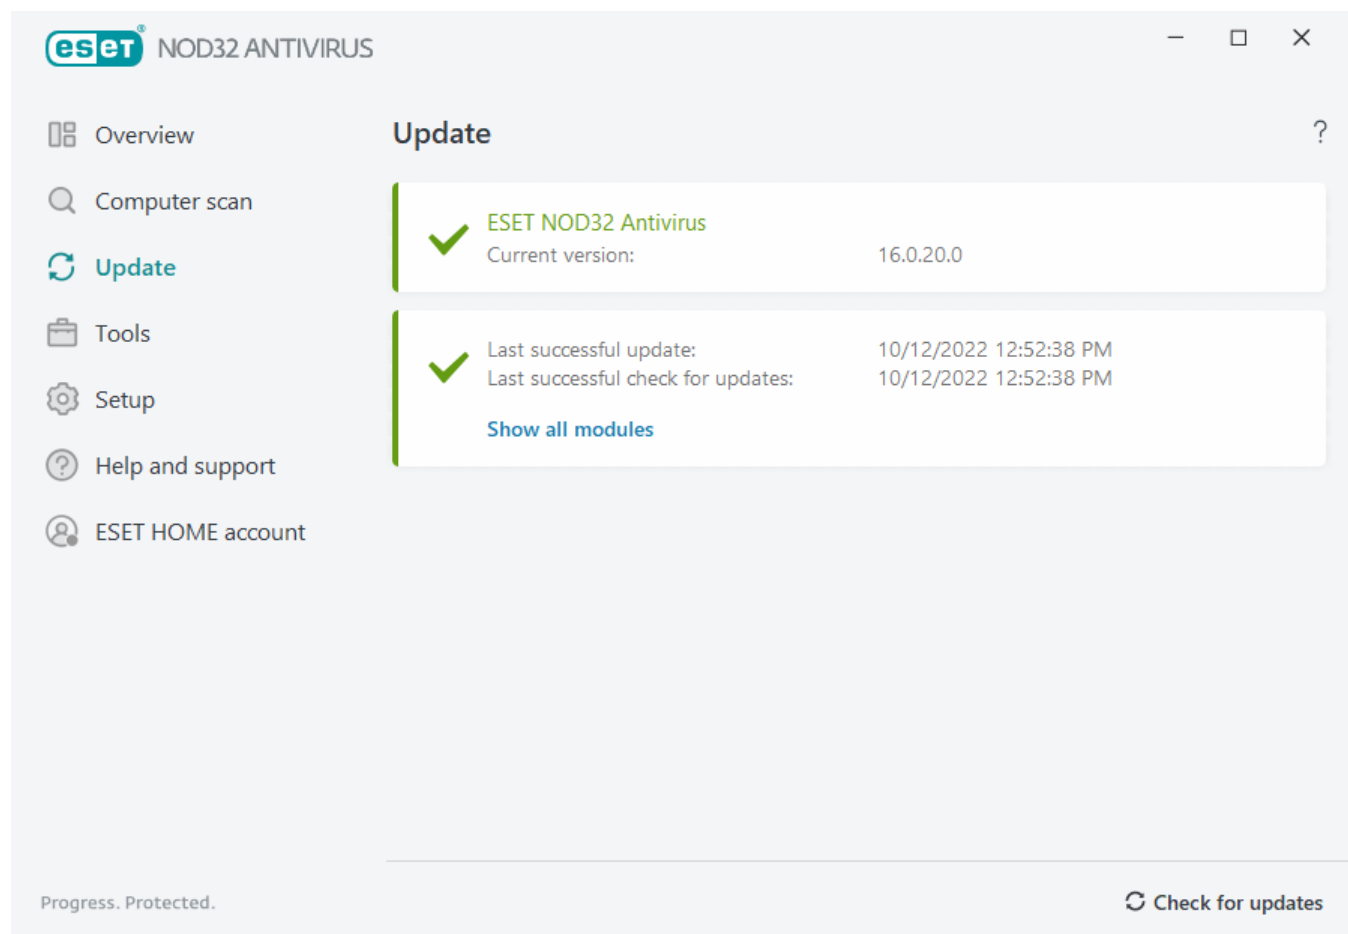 eset® NOD32 ANTIVIRUS
Overview
Computer scan
Update
Tools
Setup
Help and support
ESET HOME account
Update
?
ESET NOD32 Antivirus
Current version: 16.0.20.0
Last successful update: 10/12/2022 12:52:38 PM
Last successful check for updates: 10/12/2022 12:52:38 PM
Show all modules
Progress. Protected.
Check for updates